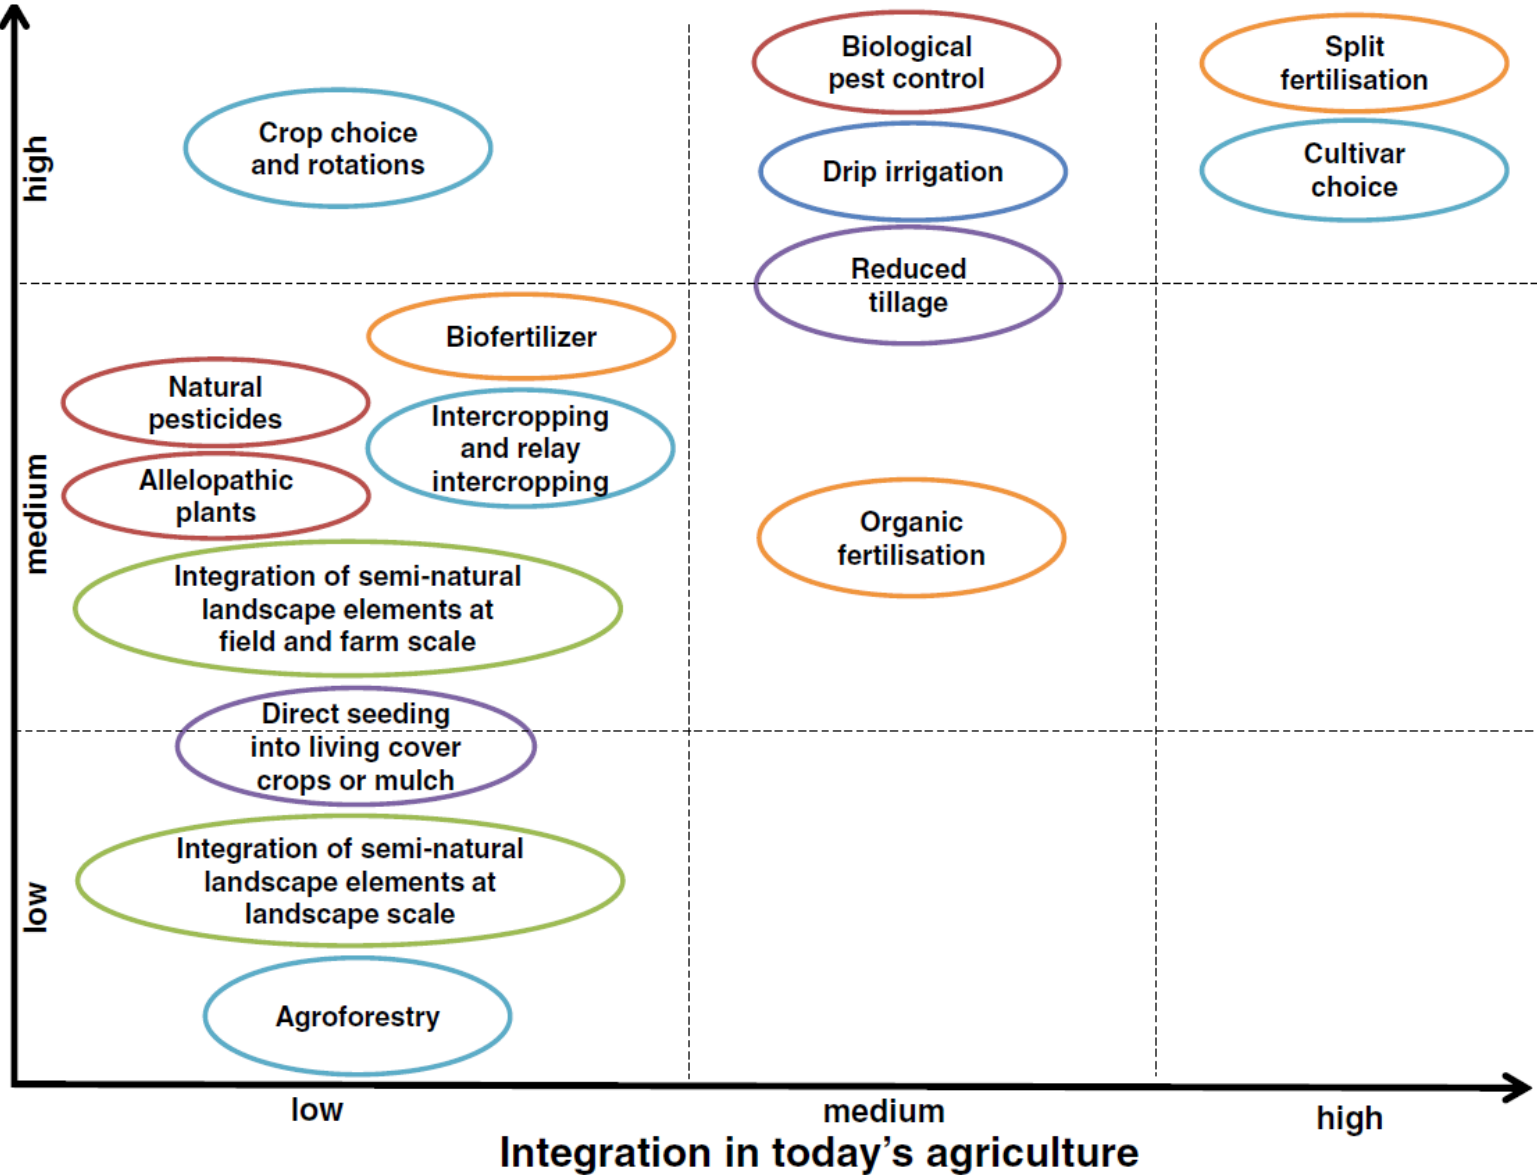 high
medium
low
Biological
pest control
Split
fertilisation
Crop choice
and rotations
Drip irrigation
Cultivar
choice
Reduced
tillage
Biofertilizer
Natural
pesticides
Intercropping
and relay
intercropping
Allelopathic
plants
Organic
fertilisation
Integration of semi-natural
landscape elements at
field and farm scale
Direct seeding
into living cover
crops or mulch
Integration of semi-natural
landscape elements at
landscape scale
Agroforestry
low
medium
high
Integration in today’s agriculture